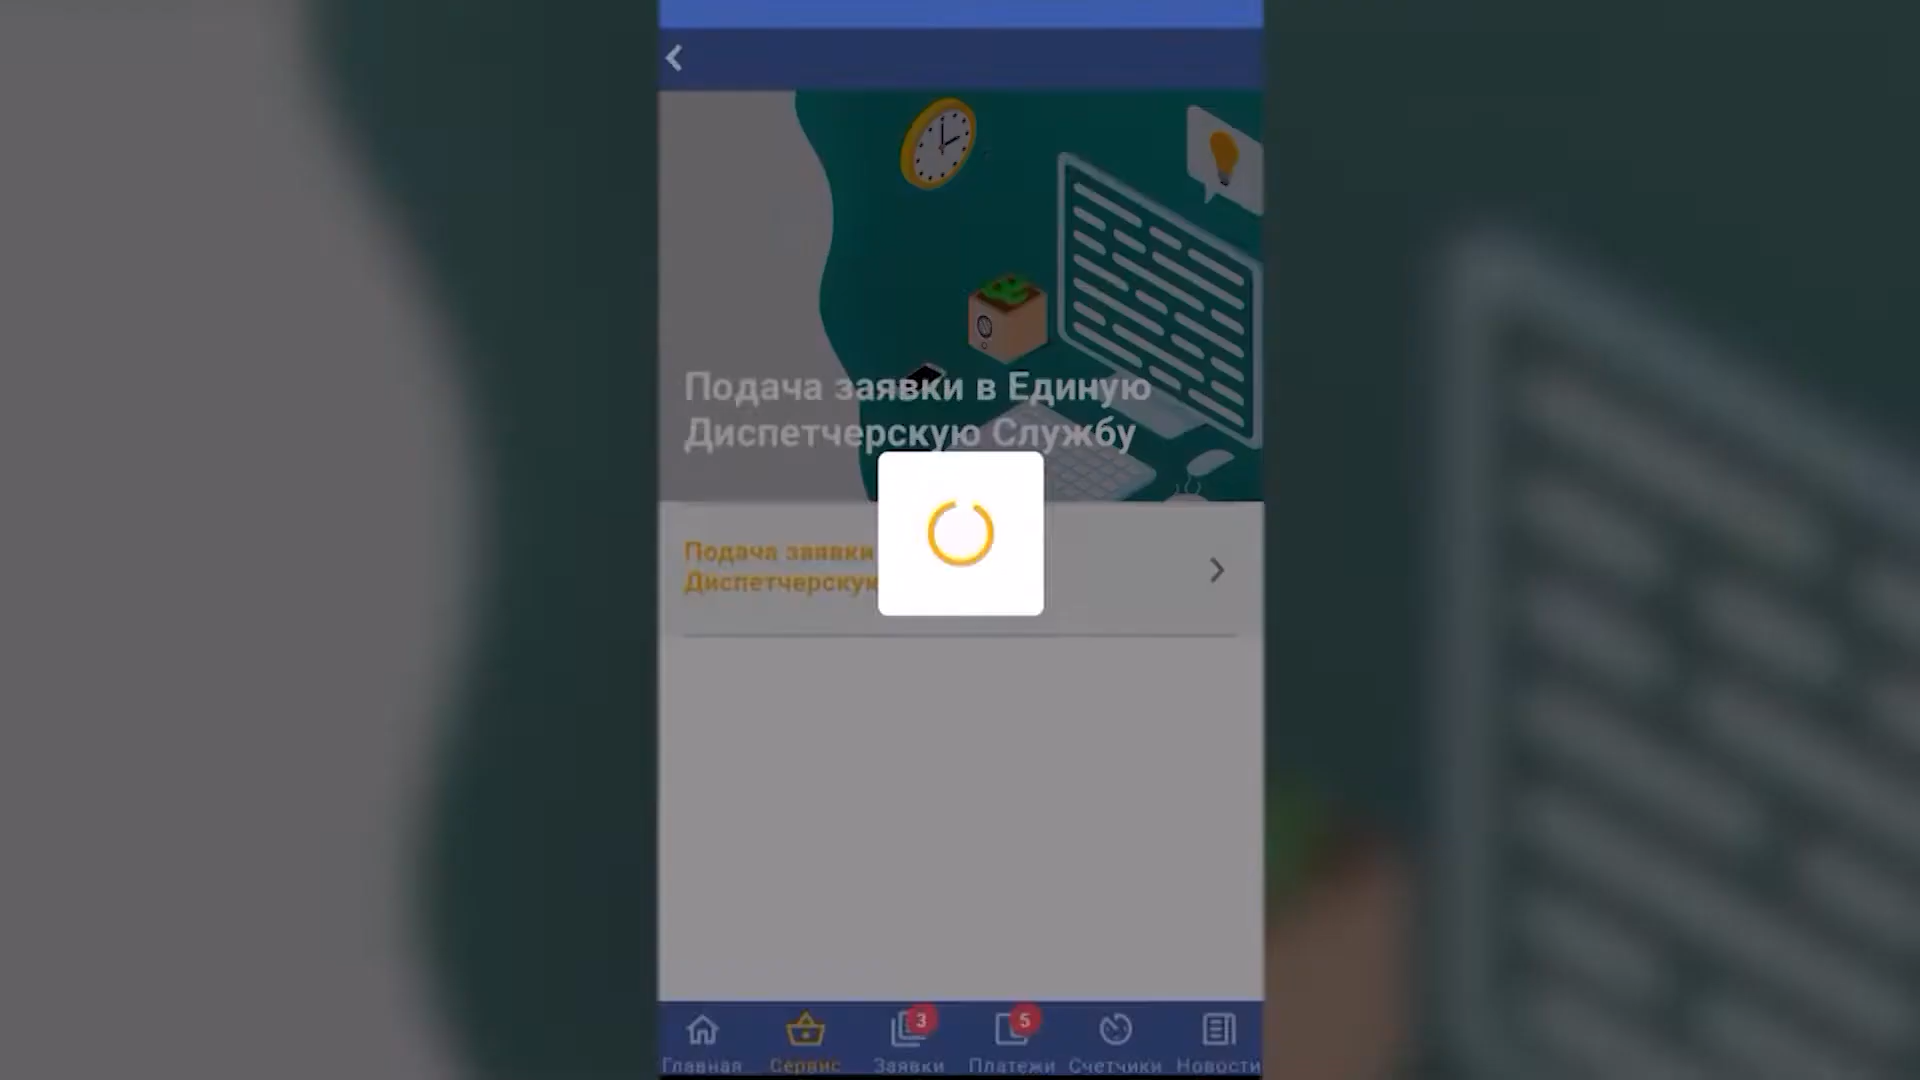 Подача заявки в Единую
Диспетчерскую Службу
Подача заявки
Диспетчерскую
3
5
Главная
Сервис
Заявки
Платежи
Счетчики
Новости